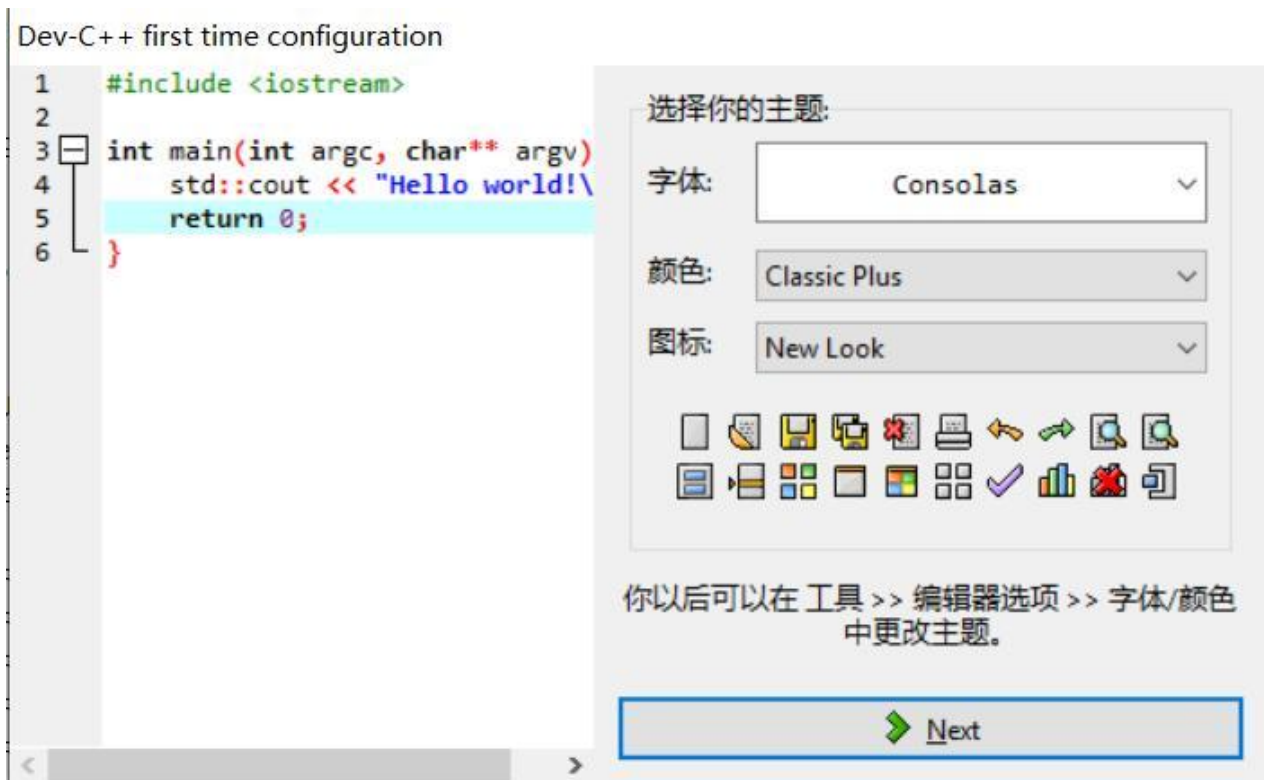 Dev-C++ first time configuration
1 #include <iostream>
2
3 int main(int argc, char** argv)
4 std::cout << "Hello world!\
5 return 0;
6 }
选择你的主题:
字体: Consolas
颜色: Classic Plus
图标: New Look
你以后可以在 工具 >> 编辑器选项 >> 字体/颜色
中更改主题。
Next